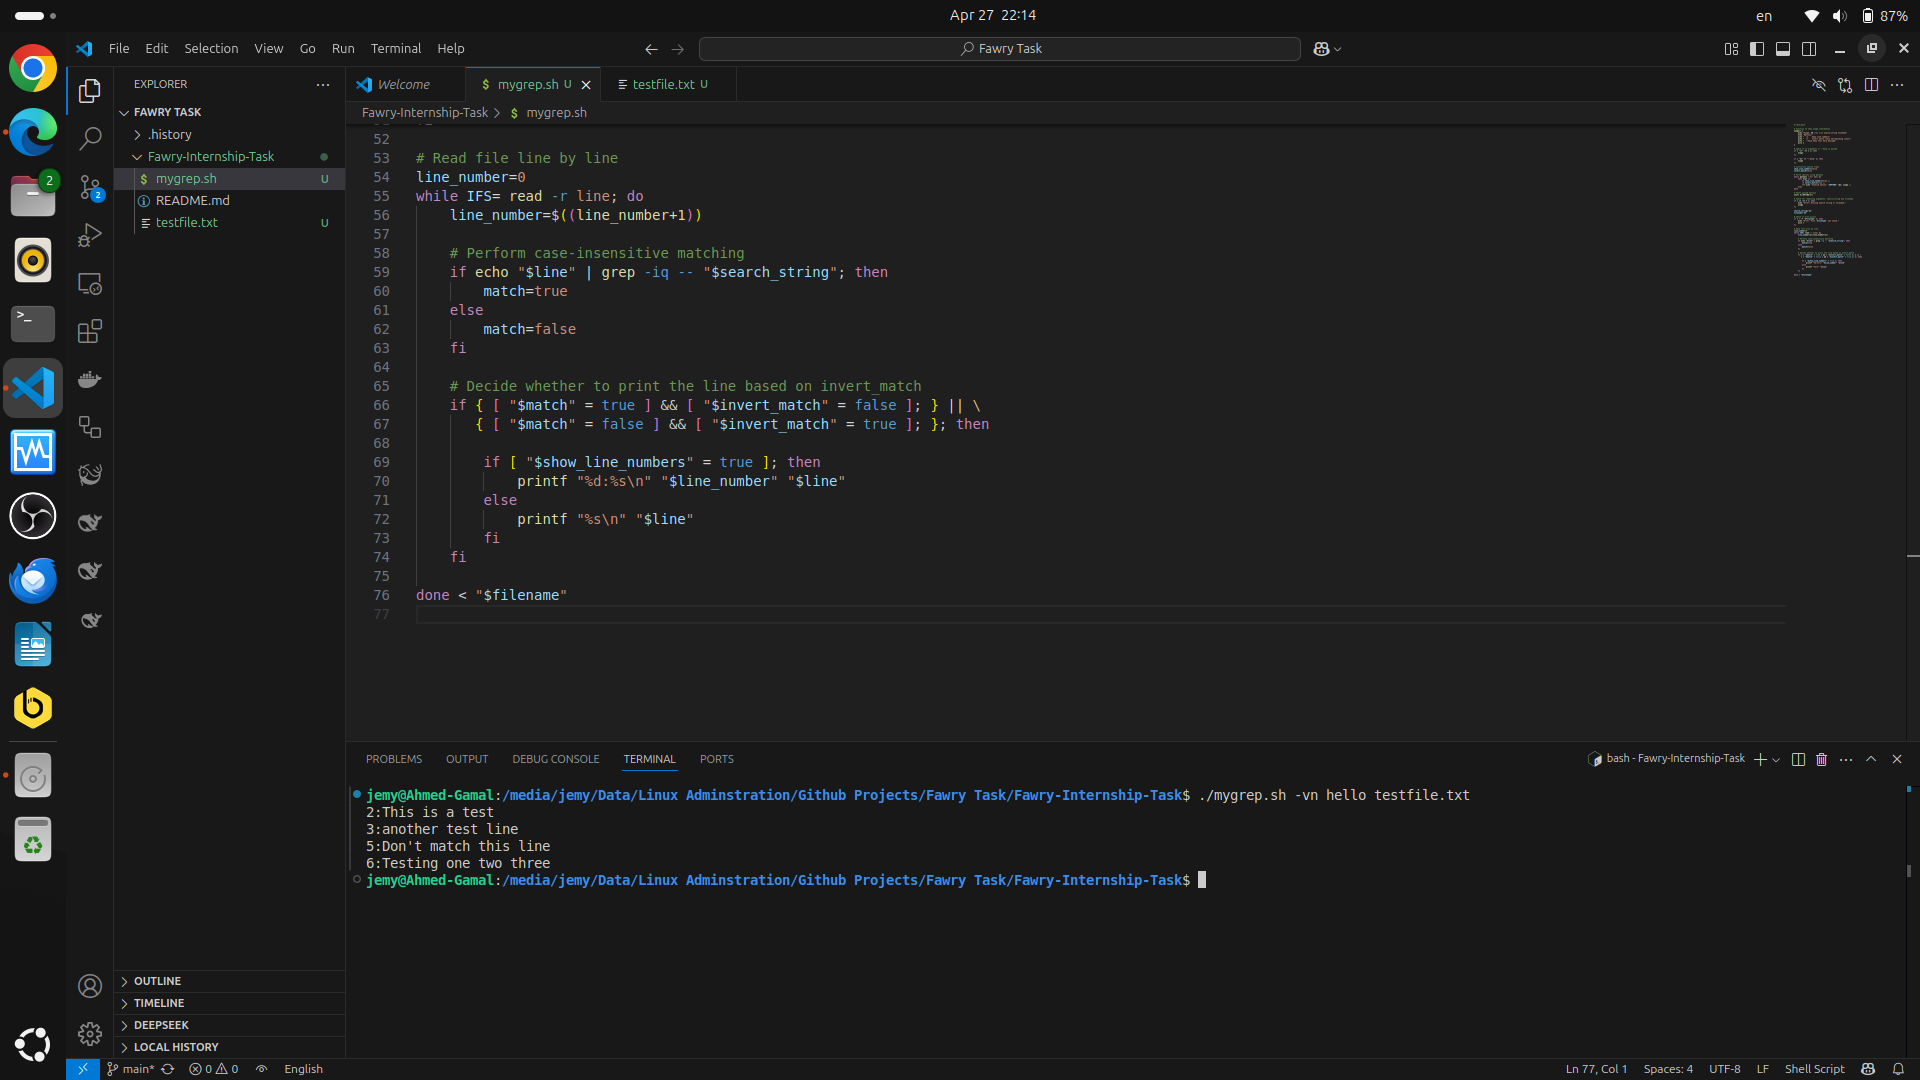 Apr 27 22:14
en
87%
File Edit Selection View Go Run Terminal Help
Fawry Task
EXPLORER
Welcome
$ mygrep.sh U
testfile.txt U
FAWRY TASK
Fawry-Internship-Task > $ mygrep.sh
.history
Fawry-Internship-Task
$ mygrep.sh U
README.md
testfile.txt U
2
2
52
53 # Read file line by line
54 line_number=0
55 while IFS= read -r line; do
56 line_number=$((line_number+1))
57
58 # Perform case-insensitive matching
59 if echo "$line" | grep -iq -- "$search_string"; then
60 match=true
61 else
62 match=false
63 fi
64
65 # Decide whether to print the line based on invert_match
66 if { [ "$match" = true ] && [ "$invert_match" = false ]; } || \
67 { [ "$match" = false ] && [ "$invert_match" = true ]; }; then
68
69 if [ "$show_line_numbers" = true ]; then
70 printf "%d:%s\n" "$line_number" "$line"
71 else
72 printf "%s\n" "$line"
73 fi
74 fi
75
76 done < "$filename"
77
PROBLEMS OUTPUT DEBUG CONSOLE TERMINAL PORTS
bash - Fawry-Internship-Task
jemy@Ahmed-Gamal:/media/jemy/Data/Linux Adminstration/Github Projects/Fawry Task/Fawry-Internship-Task$ ./mygrep.sh -vn hello testfile.txt
2:This is a test
3:another test line
5:Don't match this line
6:Testing one two three
jemy@Ahmed-Gamal:/media/jemy/Data/Linux Adminstration/Github Projects/Fawry Task/Fawry-Internship-Task$
OUTLINE
TIMELINE
DEEPSEEK
LOCAL HISTORY
main* 0 0 English
Ln 77, Col 1 Spaces: 4 UTF-8 LF Shell Script